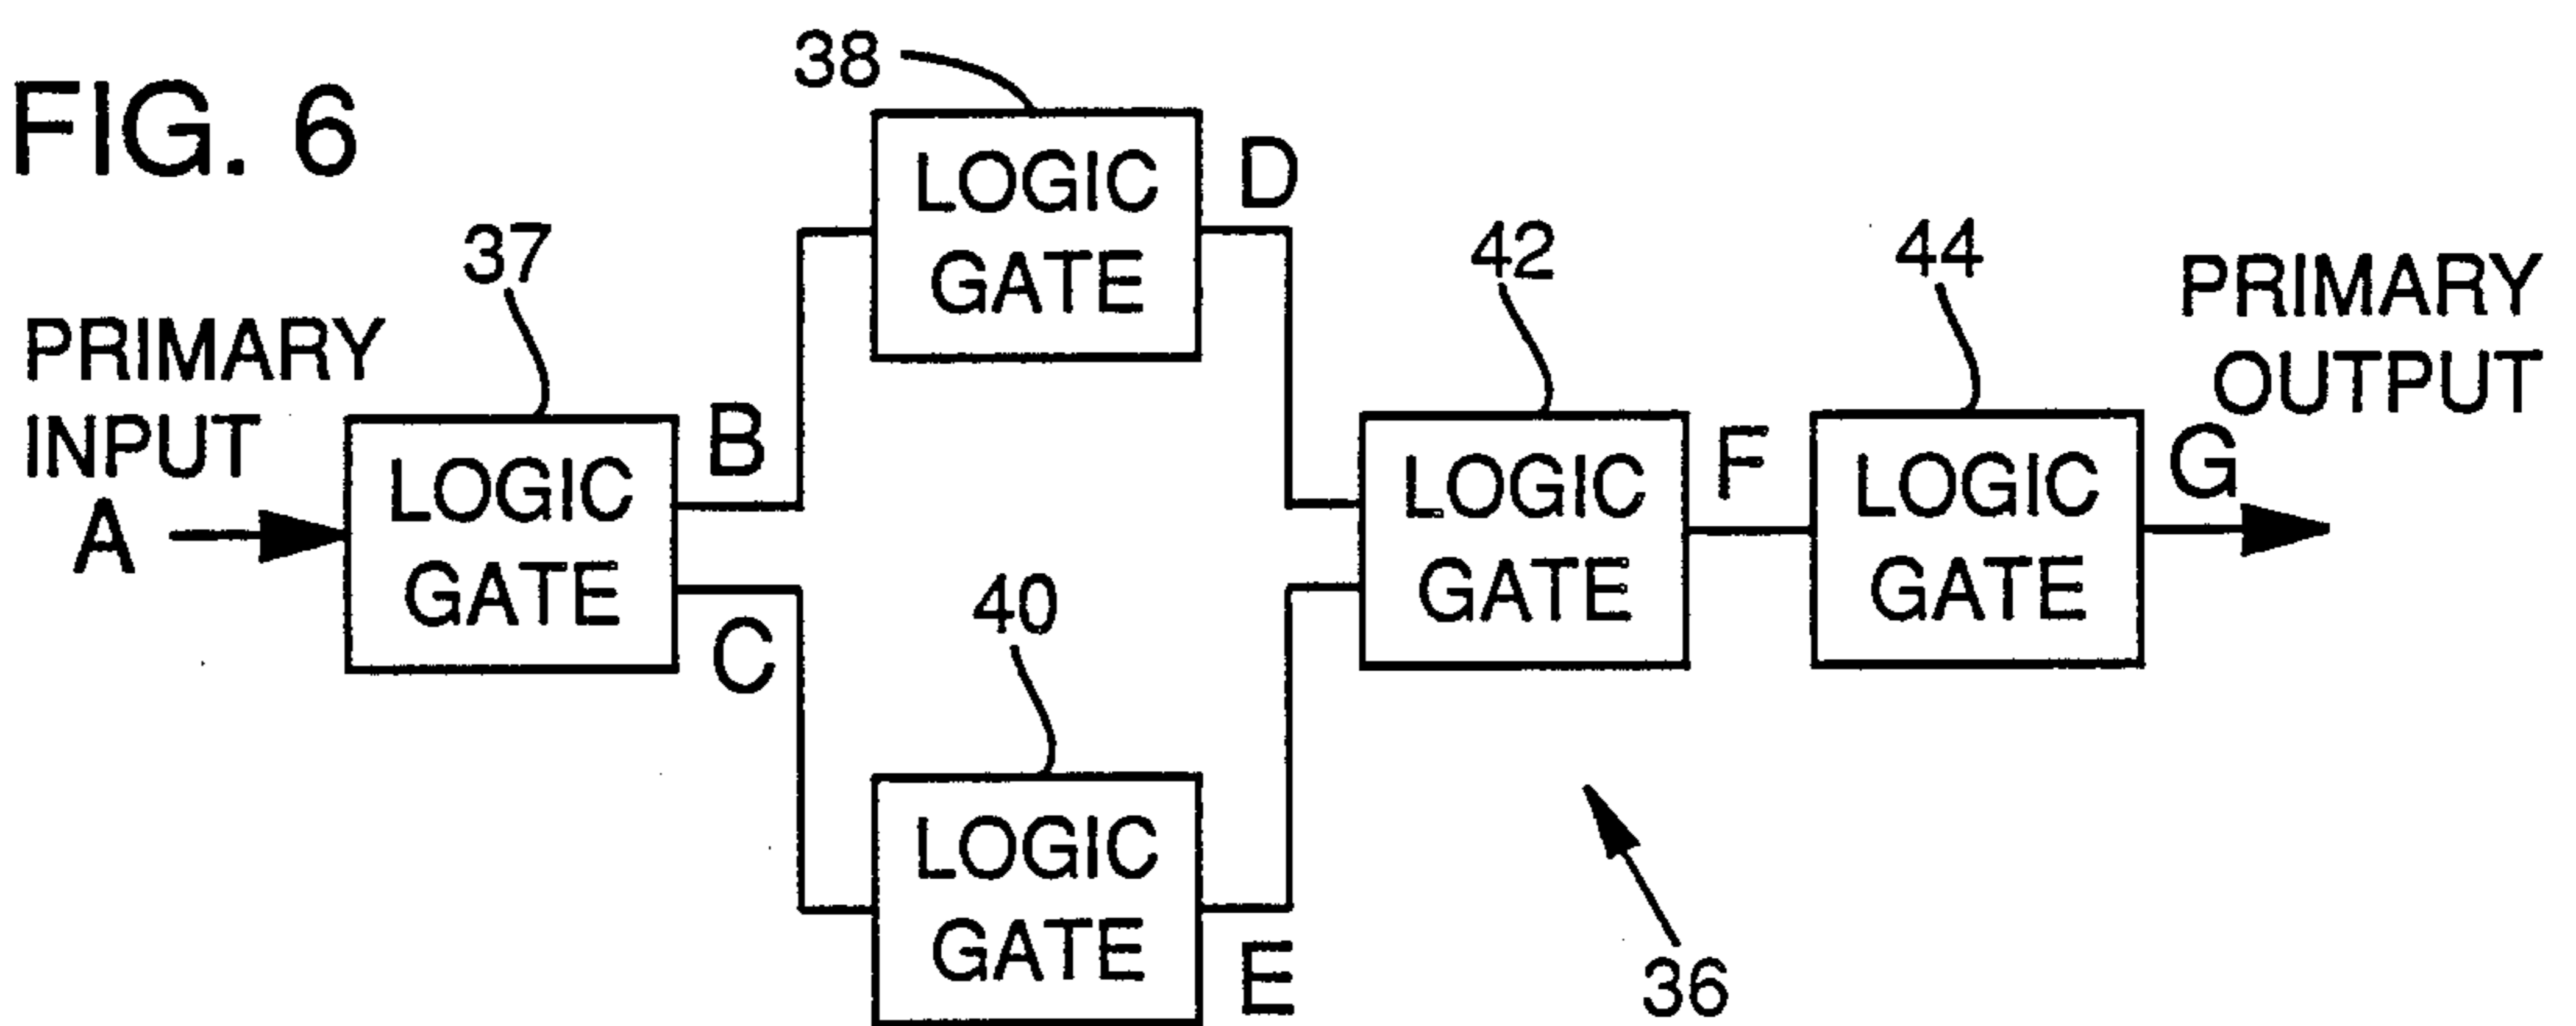 FIG. 6
38
LOGIC
GATE
D
37
PRIMARY
INPUT
A
LOGIC
GATE
B
C
40
LOGIC
GATE
E
42
LOGIC
GATE
F
44
LOGIC
GATE
PRIMARY
OUTPUT
G
36